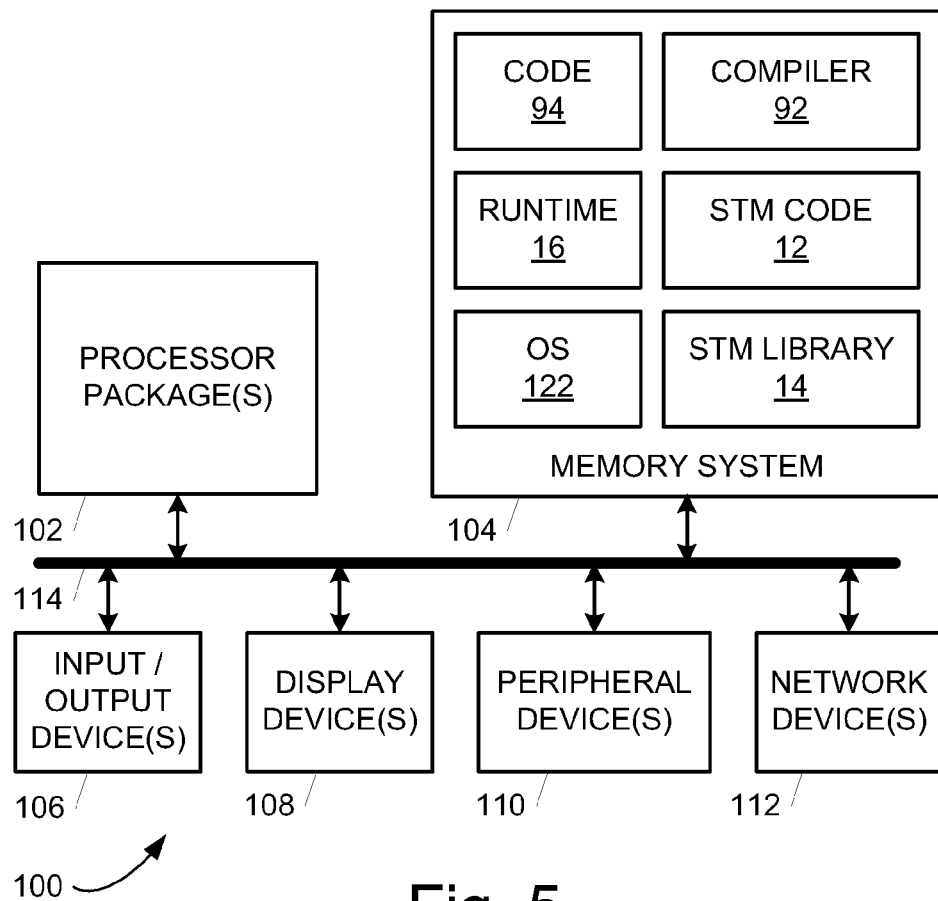 CODE
94
COMPILER
92
RUNTIME
16
STM CODE
12
OS
122
STM LIBRARY
14
MEMORY SYSTEM
PROCESSOR
PACKAGE(S)
102
104
114
INPUT /
OUTPUT
DEVICE(S)
DISPLAY
DEVICE(S)
PERIPHERAL
DEVICE(S)
NETWORK
DEVICE(S)
106
108
110
112
100
Fig. 5